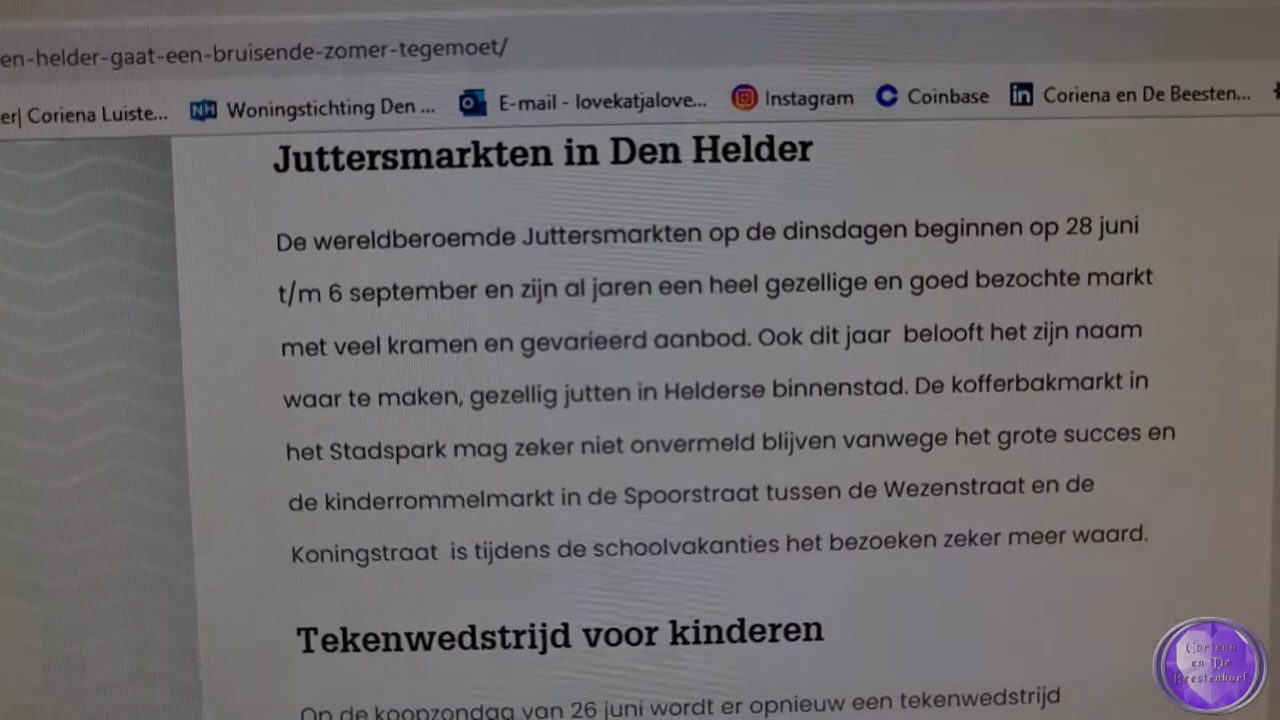 en-helder-gaat-een-bruisende-zomer-tegemoet/
er| Coriena Luiste... NH Woningstichting Den ... E-mail - lovekatjalove... Instagram Coinbase in Coriena en De Beesten...
Juttersmarkten in Den Helder
De wereldberoemde Juttersmarkten op de dinsdagen beginnen op 28 juni
t/m 6 september en zijn al jaren een heel gezellige en goed bezochte markt
met veel kramen en gevarieerd aanbod. Ook dit jaar belooft het zijn naam
waar te maken, gezellig jutten in Helderse binnenstad. De kofferbakmarkt in
het Stadspark mag zeker niet onvermeld blijven vanwege het grote succes en
de kinderrommelmarkt in de Spoorstraat tussen de Wezenstraat en de
Koningstraat is tijdens de schoolvakanties het bezoeken zeker meer waard.
Tekenwedstrijd voor kinderen
Op de koopzondag van 26 juni wordt er opnieuw een tekenwedstrijd
Coriena
en De
Beestenboel